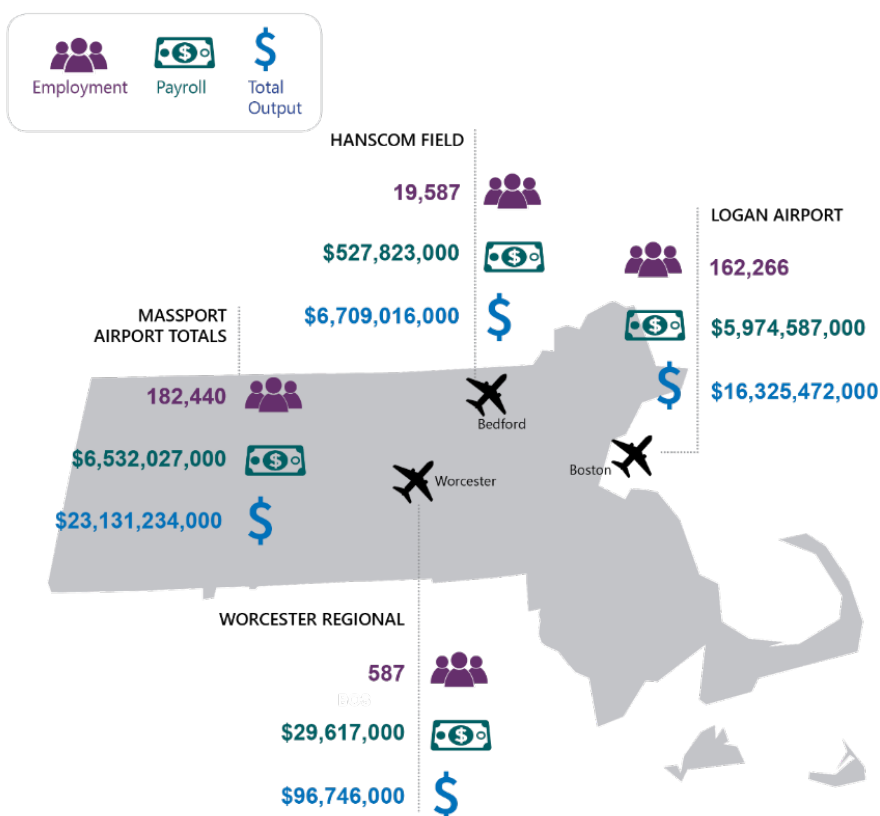 Employment
Payroll
Total
Output
HANSCOM FIELD
19,587
$527,823,000
$6,709,016,000
LOGAN AIRPORT
162,266
$5,974,587,000
$16,325,472,000
MASSPORT
AIRPORT TOTALS
182,440
$6,532,027,000
$23,131,234,000
Bedford
Boston
Worcester
WORCESTER REGIONAL
587
BOS
$29,617,000
$96,746,000